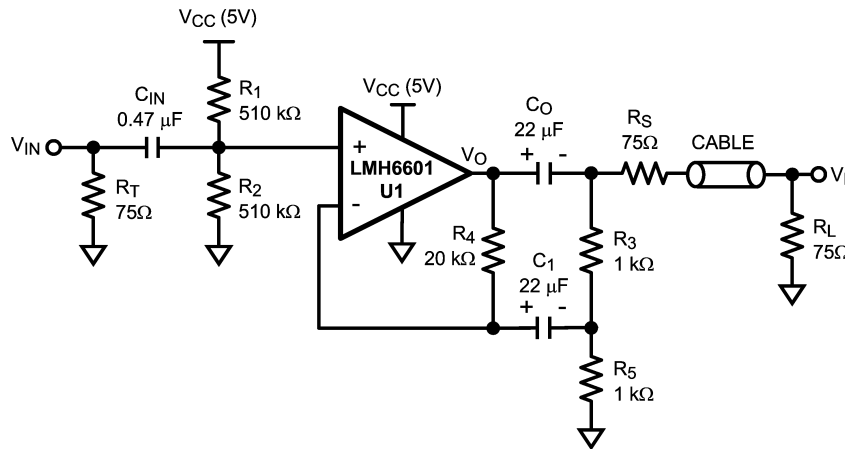 VCC (5V)
R1
510 kΩ
CIN
0.47 µF
VIN
RT
75Ω
R2
510 kΩ
VCC (5V)
+
-
LMH6601
U1
VO
CO
22 µF
+ -
RS
75Ω
CABLE
R4
20 kΩ
C1
22 µF
+ -
R3
1 kΩ
RL
75Ω
R5
1 kΩ